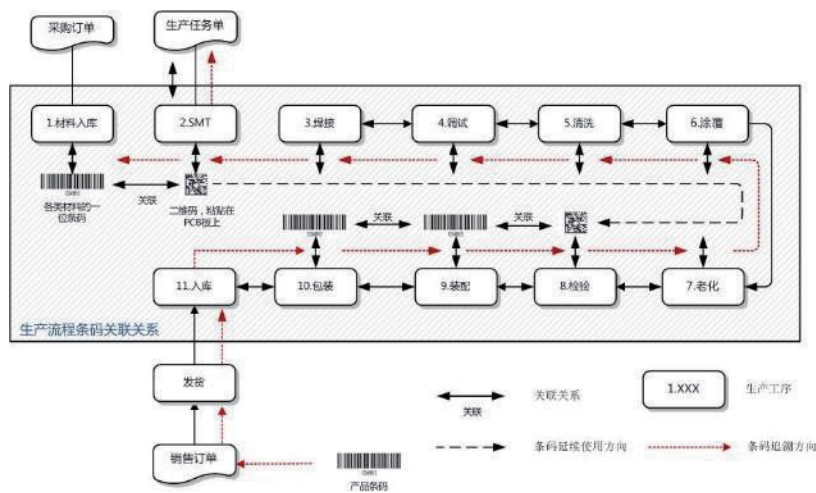 采购订单
生产任务单
1.材料入库
2.SMT
3.焊接
4.调试
5.清洗
6.涂覆
各类材料的一
位条码
关联
二维码，粘贴在
PCB板上
关联
关联
11.入库
10.包装
9.装配
8.检验
7.老化
生产流程条码关联关系
发货
关联
关联关系
1.XXX
生产工序
条码延续使用方向
条码追溯方向
销售订单
产品条码